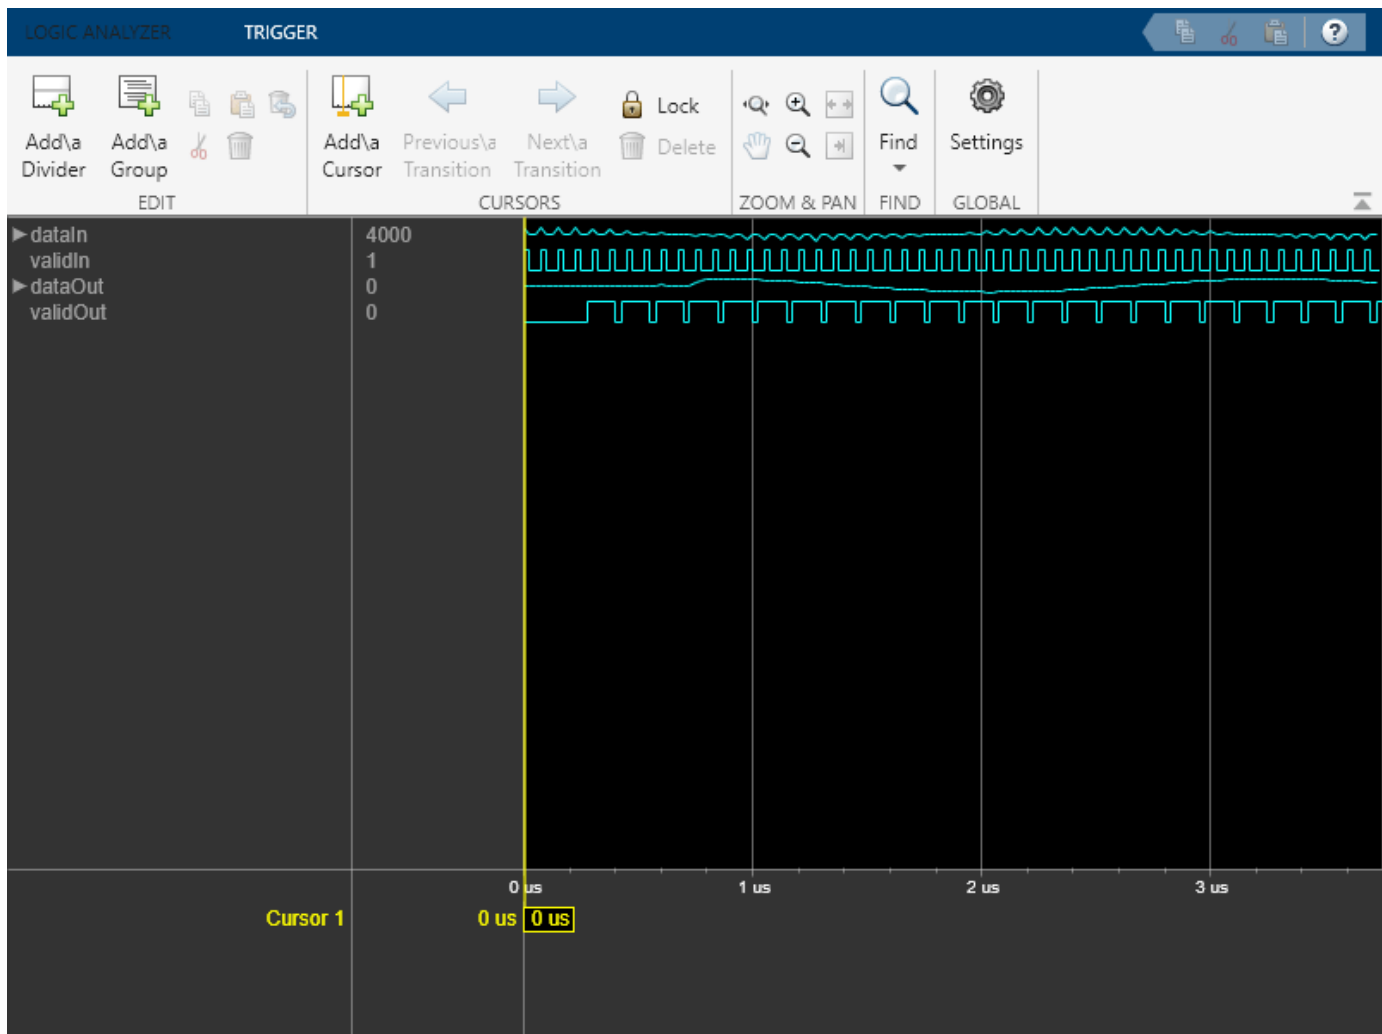 LOGIC ANALYZER TRIGGER
Add\a Divider
Add\a Group
EDIT
Add\a Cursor
Previous\a Transition
Next\a Transition
Lock
Delete
CURSORS
ZOOM & PAN
Find
FIND
Settings
GLOBAL
dataIn 4000
validIn 1
dataOut 0
validOut 0
0 us 1 us 2 us 3 us
Cursor 1 0 us 0 us